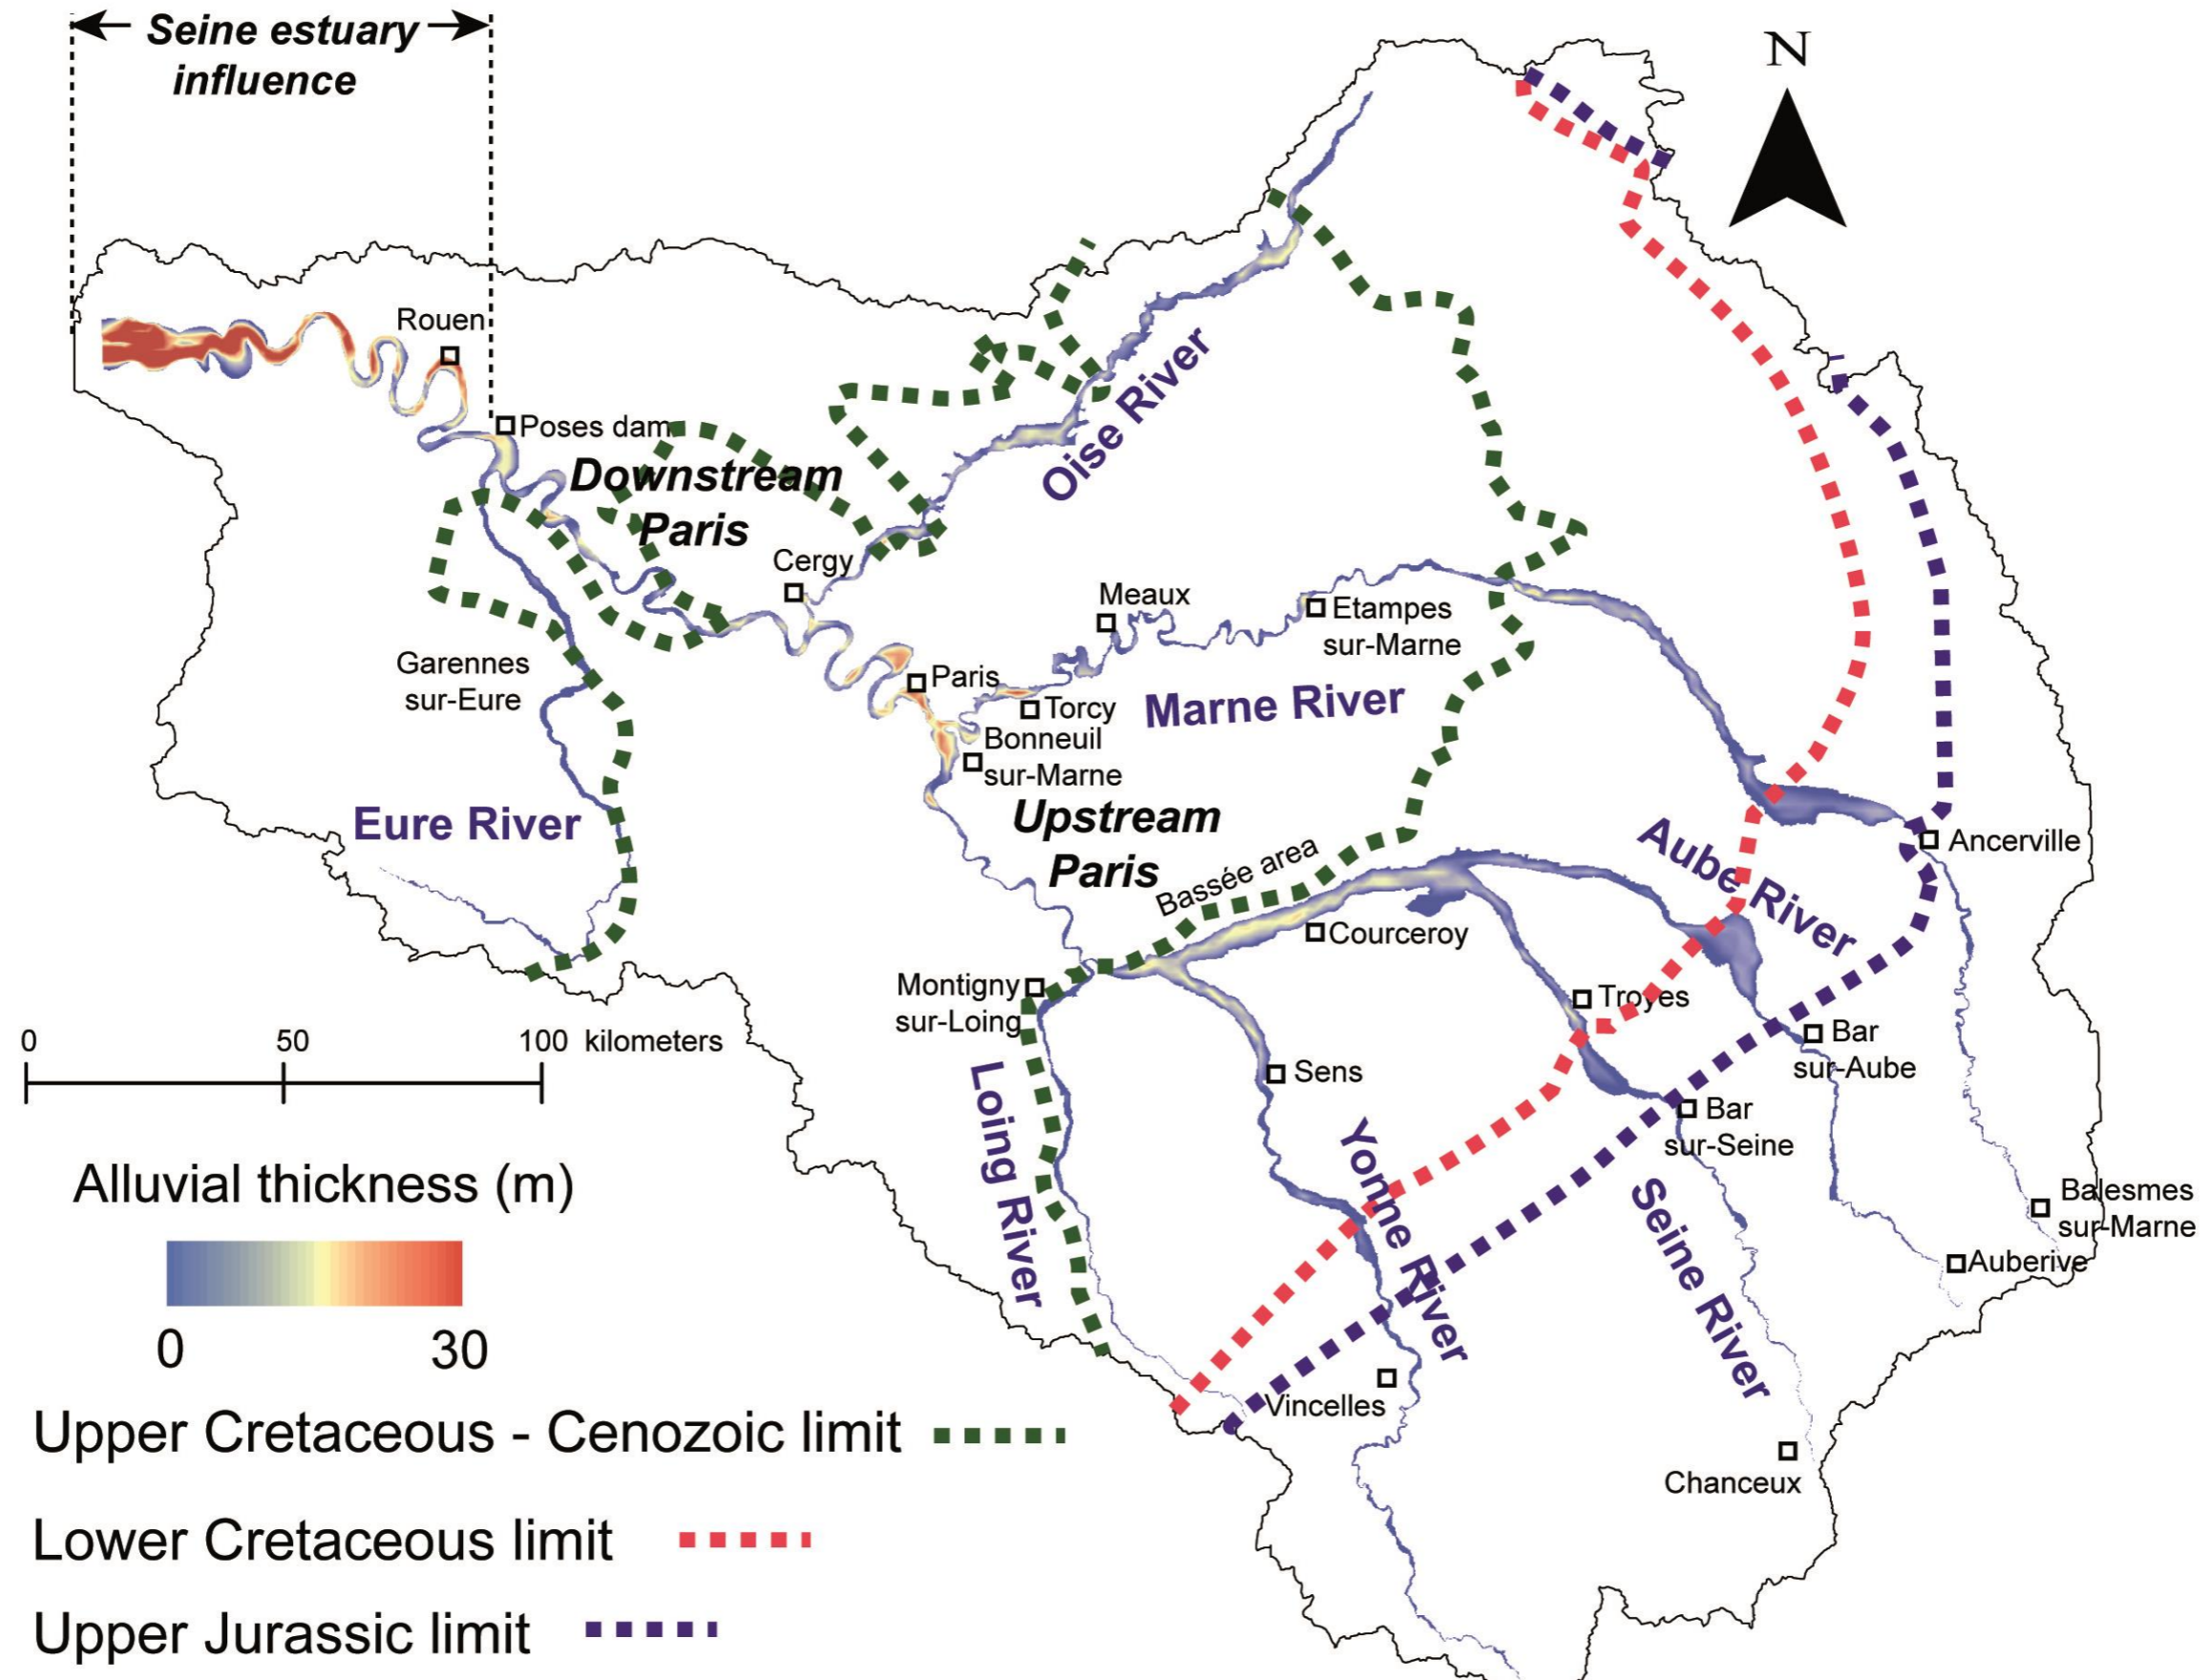 Seine estuary
influence
N
Rouen
Poses dam
Downstream
Paris
Oise River
Cergy
Meaux
Etampes
sur-Marne
Garennes
sur-Eure
Paris
Torcy
Marne River
Bonneuil
sur-Marne
Eure River
Upstream
Paris
Aube River
Ancerville
Bassée area
Courceroy
Montigny
sur-Loing
Troyes
Bar
sur-Aube
0 50 100 kilometers
Sens
Loing River
Yonne River
Bar
sur-Seine
Seine River
Balesmes
sur-Marne
Auberive
Alluvial thickness (m)
0 30
Vincelles
Chanceux
Upper Cretaceous - Cenozoic limit
Lower Cretaceous limit
Upper Jurassic limit